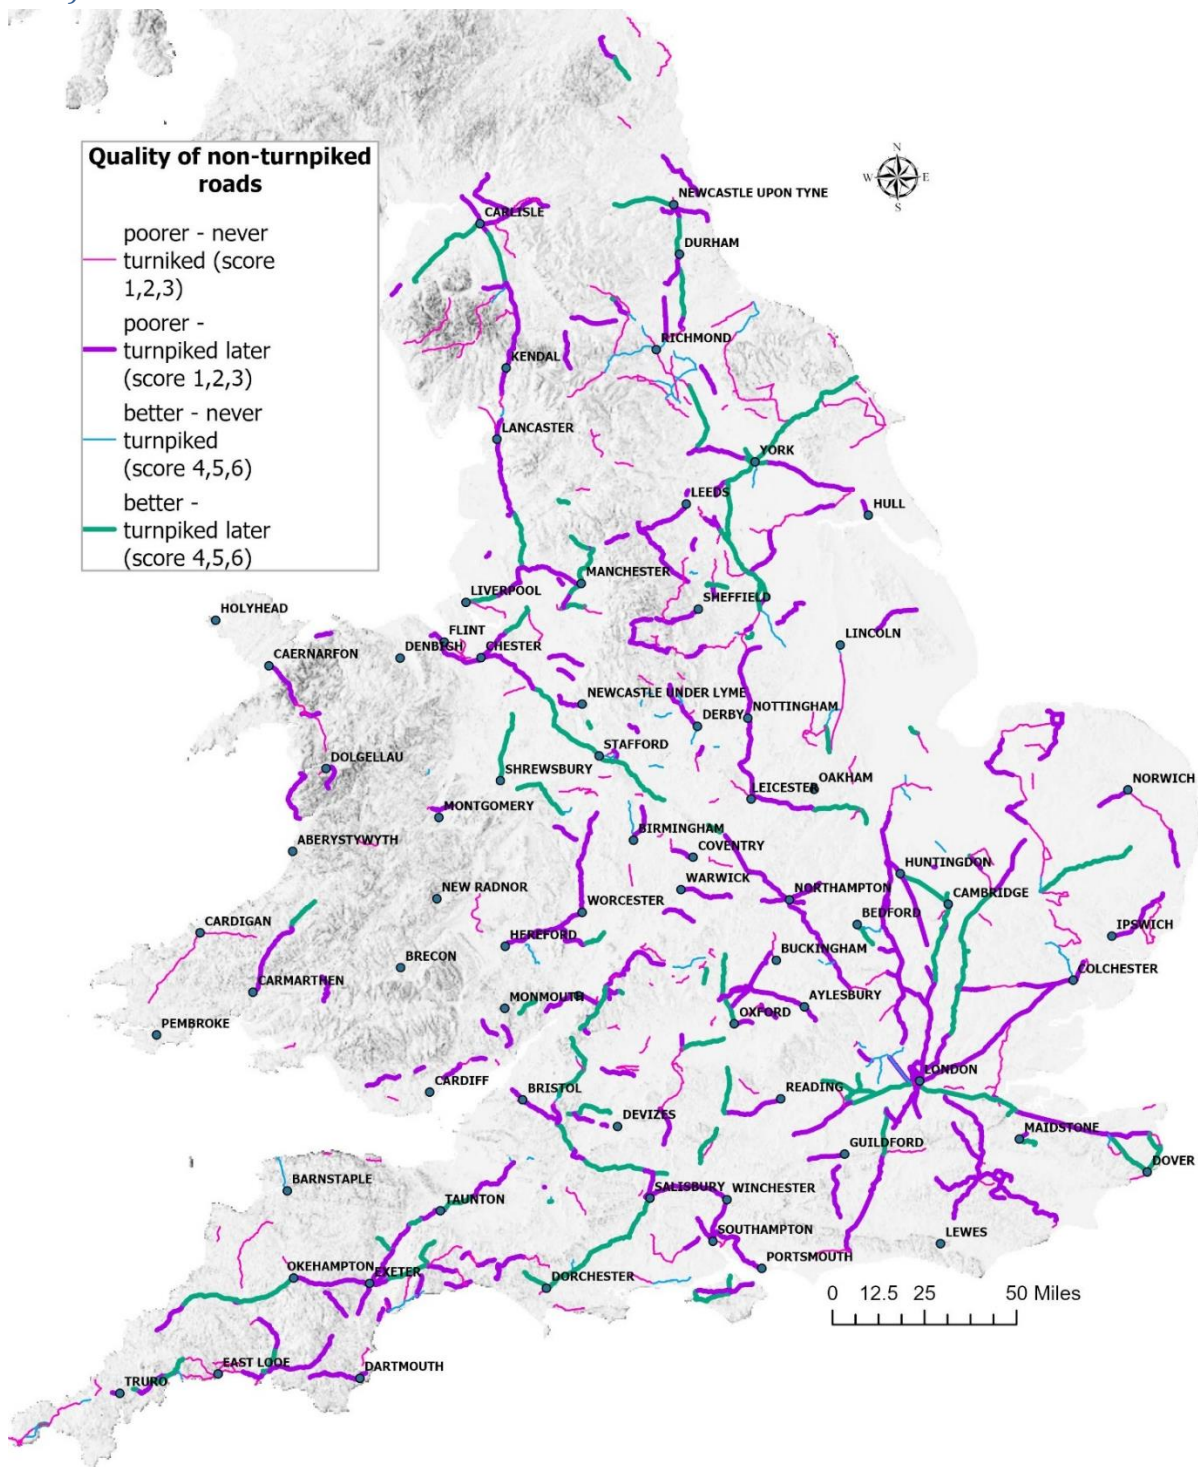 N
W E
S
Quality of non-turnpiked
roads
poorer - never
turniked (score
1,2,3)
poorer -
turnpiked later
(score 1,2,3)
better - never
turnpiked
(score 4,5,6)
better -
turnpiked later
(score 4,5,6)
NEWCASTLE UPON TYNE
CARLISLE
DURHAM
RICHMOND
KENDAL
LANCASTER
YORK
LEEDS
HULL
MANCHESTER
LIVERPOOL
SHEFFIELD
HOLYHEAD
FLINT
LINCOLN
DENBIGH
CHESTER
CAERNARFON
NEWCASTLE UNDER LYME
NOTTINGHAM
DERBY
STAFFORD
DOLGELLAU
SHREWSBURY
OAKHAM
NORWICH
LEICESTER
MONTGOMERY
BIRMINGHAM
ABERYSTWYTH
COVENTRY
HUNTINGDON
NEW RADNOR
WARWICK
NORTHAMPTON
CAMBRIDGE
WORCESTER
BEDFORD
CARDIGAN
IPSWICH
HEREFORD
BUCKINGHAM
BRECON
COLCHESTER
CARMARTHEN
MONMOUTH
AYLESBURY
OXFORD
PEMBROKE
LONDON
CARDIFF
READING
BRISTOL
DEVIZES
MAIDSTONE
GUILDFORD
DOVER
BARNSTAPLE
SALISBURY
WINCHESTER
TAUNTON
LEWES
SOUTHAMPTON
PORTSMOUTH
OKEHAMPTON
EXETER
DORCHESTER
0 12.5 25 50 Miles
EAST LOOE
DARTMOUTH
TRURO